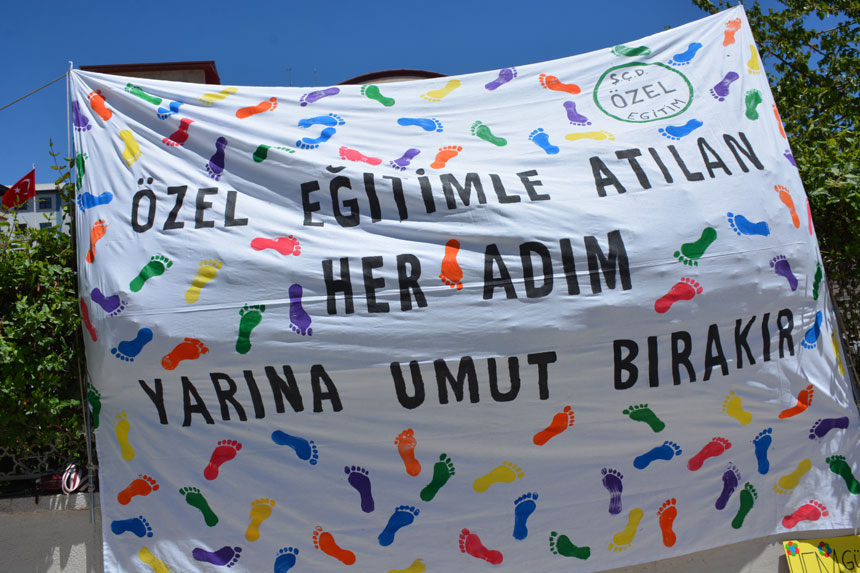 S.Ç.D.
ÖZEL
EĞİTİM
ÖZEL EĞİTİMLE ATILAN
HER ADIM
YARINA UMUT BIRAKIR